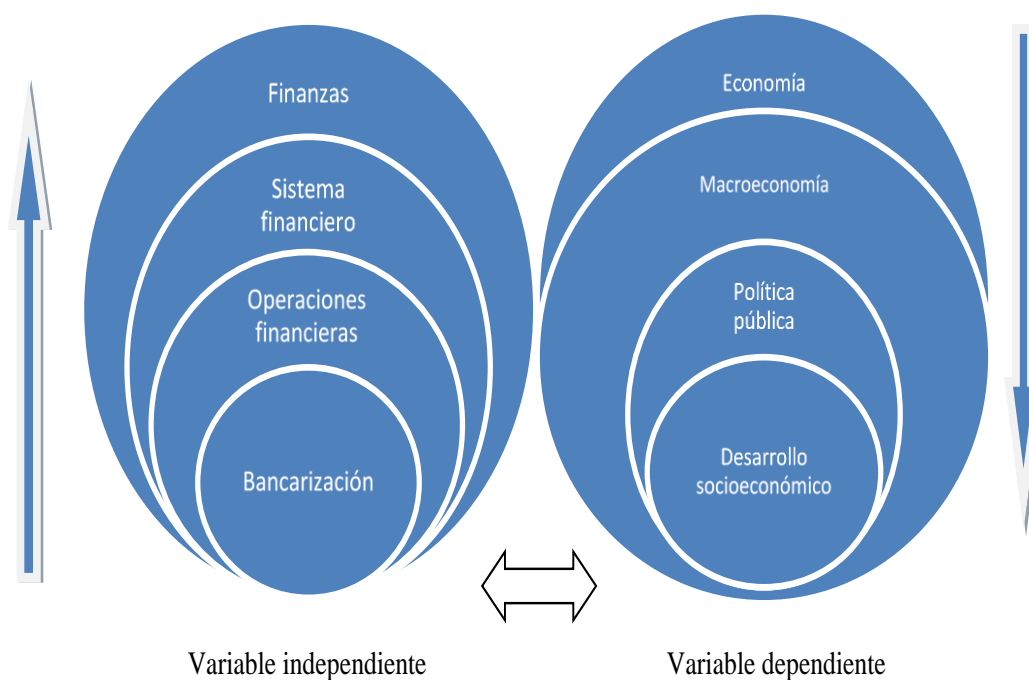 Finanzas
Sistema
financiero
Operaciones
financieras
Bancarización
Economía
Macroeconomía
Política
pública
Desarrollo
socioeconómico
Variable independiente
Variable dependiente